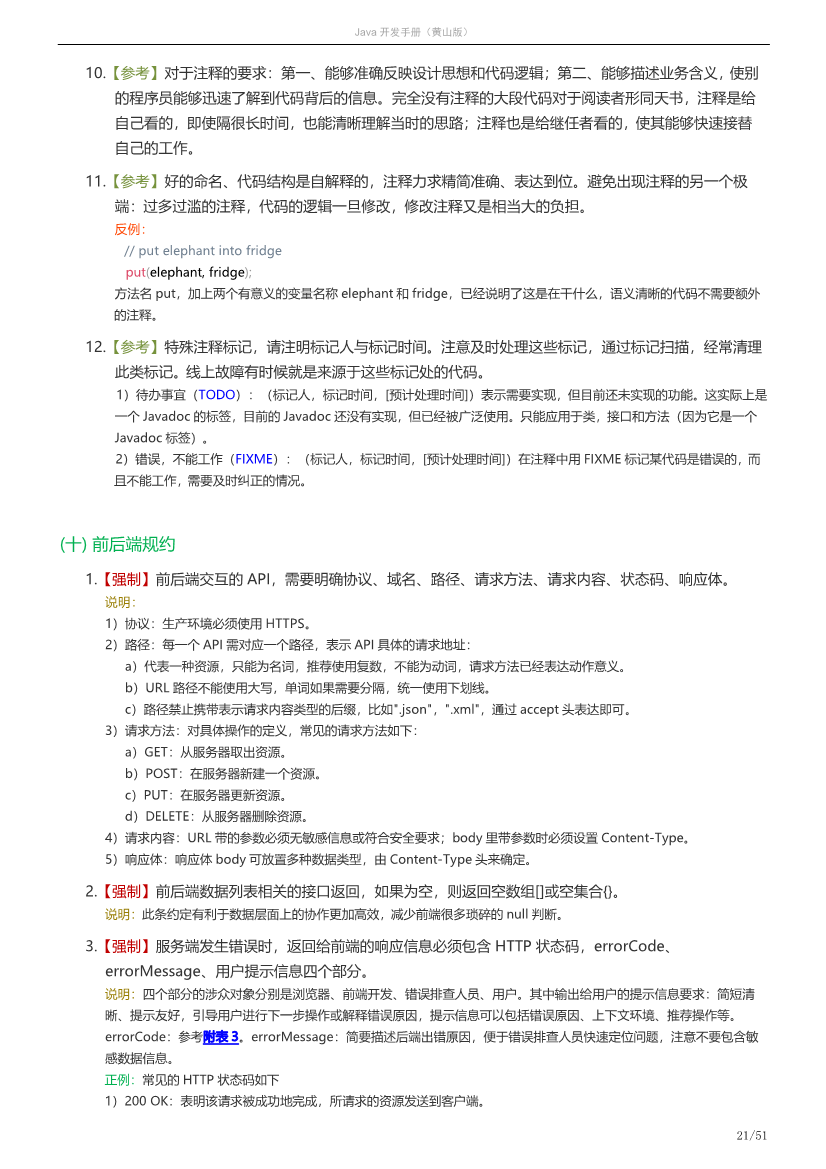 Java 开发手册（黄山版）
10.【参考】对于注释的要求：第一、能够准确反映设计思想和代码逻辑；第二、能够描述业务含义，使别
的程序员能够迅速了解到代码背后的信息。完全没有注释的大段代码对于阅读者形同天书，注释是给
自己看的，即使隔很长时间，也能清晰理解当时的思路；注释也是给继任者看的，使其能够快速接替
自己的工作。
11.【参考】好的命名、代码结构是自解释的，注释力求精简准确、表达到位。避免出现注释的另一个极
端：过多过滥的注释，代码的逻辑一旦修改，修改注释又是相当大的负担。
反例：
// put elephant into fridge
put(elephant, fridge);
方法名 put，加上两个有意义的变量名称 elephant 和 fridge，已经说明了这是在干什么，语义清晰的代码不需要额外
的注释。
12.【参考】特殊注释标记，请注明标记人与标记时间。注意及时处理这些标记，通过标记扫描，经常清理
此类标记。线上故障有时候就是来源于这些标记处的代码。
1）待办事宜（TODO）:（标记人，标记时间，[预计处理时间]）表示需要实现，但目前还未实现的功能。这实际上是
一个 Javadoc 的标签，目前的 Javadoc 还没有实现，但已经被广泛使用。只能应用于类，接口和方法（因为它是一个
Javadoc 标签）。
2）错误，不能工作（FIXME）:（标记人，标记时间，[预计处理时间]）在注释中用 FIXME 标记某代码是错误的，而
且不能工作，需要及时纠正的情况。
(十) 前后端规约
1.【强制】前后端交互的 API，需要明确协议、域名、路径、请求方法、请求内容、状态码、响应体。
说明：
1）协议：生产环境必须使用 HTTPS。
2）路径：每一个 API 需对应一个路径，表示 API 具体的请求地址：
a）代表一种资源，只能为名词，推荐使用复数，不能为动词，请求方法已经表达动作意义。
b）URL 路径不能使用大写，单词如果需要分隔，统一使用下划线。
c）路径禁止携带表示请求内容类型的后缀，比如".json"，".xml"，通过 accept 头表达即可。
3）请求方法：对具体操作的定义，常见的请求方法如下：
a）GET：从服务器取出资源。
b）POST：在服务器新建一个资源。
c）PUT：在服务器更新资源。
d）DELETE：从服务器删除资源。
4）请求内容：URL 带的参数必须无敏感信息或符合安全要求；body 里带参数时必须设置 Content-Type。
5）响应体：响应体 body 可放置多种数据类型，由 Content-Type 头来确定。
2.【强制】前后端数据列表相关的接口返回，如果为空，则返回空数组[]或空集合{}。
说明：此条约定有利于数据层面上的协作更加高效，减少前端很多琐碎的 null 判断。
3.【强制】服务端发生错误时，返回给前端的响应信息必须包含 HTTP 状态码，errorCode、
errorMessage、用户提示信息四个部分。
说明：四个部分的涉众对象分别是浏览器、前端开发、错误排查人员、用户。其中输出给用户的提示信息要求：简短清
晰、提示友好，引导用户进行下一步操作或解释错误原因，提示信息可以包括错误原因、上下文环境、推荐操作等。
errorCode：参考附表 3。errorMessage：简要描述后端出错原因，便于错误排查人员快速定位问题，注意不要包含敏
感数据信息。
正例：常见的 HTTP 状态码如下
1）200 OK：表明该请求被成功地完成，所请求的资源发送到客户端。
21/51